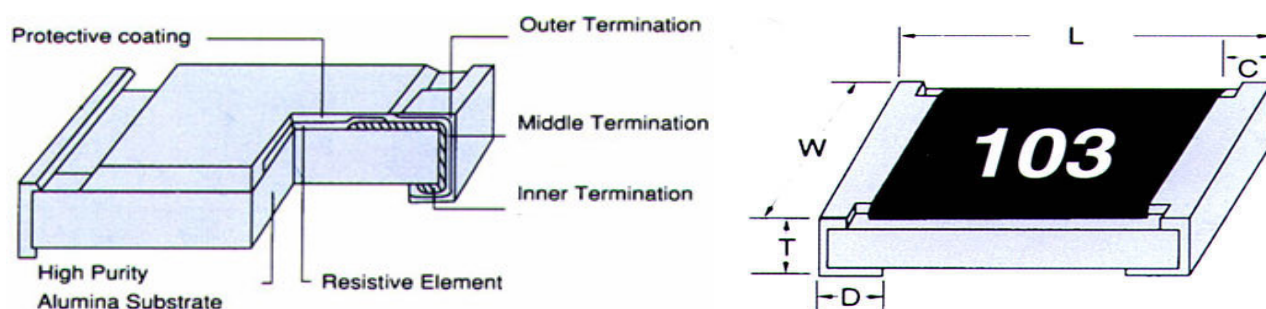 Protective coating
Outer Termination
Middle Termination
Inner Termination
High Purity
Alumina Substrate
Resistive Element
L
C
W
103
T
D